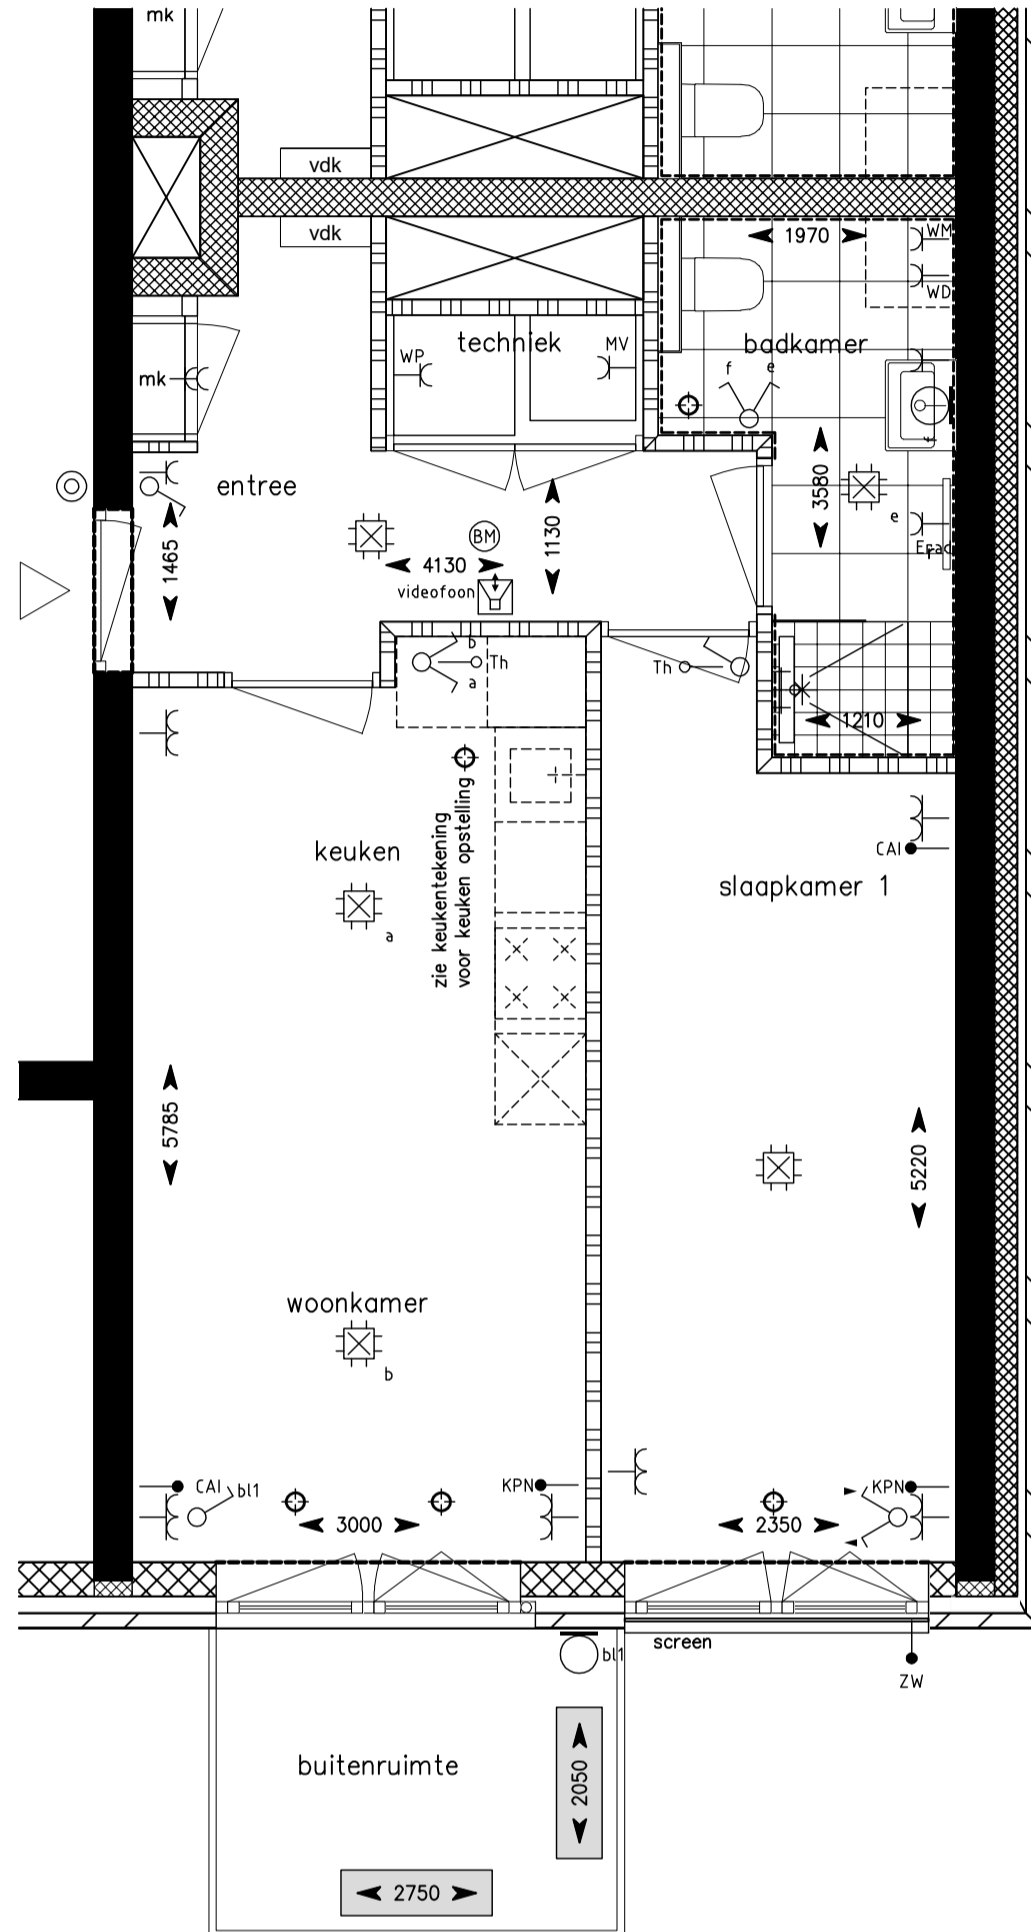 mk
vdk
vdk
1970
WM
WD
techniek
WP
MV
badkamer
f
e
mk
f
entree
3580
e
1465
1130
BM
4130
videofoon
Erad
b
Th
a
Th
1210
keuken
zie keukentekening
voor keuken opstelling
CAI
slaapkamer 1
a
5785
5220
woonkamer
b
CAI
bl1
KPN
KPN
3000
2350
screen
bl1
ZW
buitenruimte
2050
2750